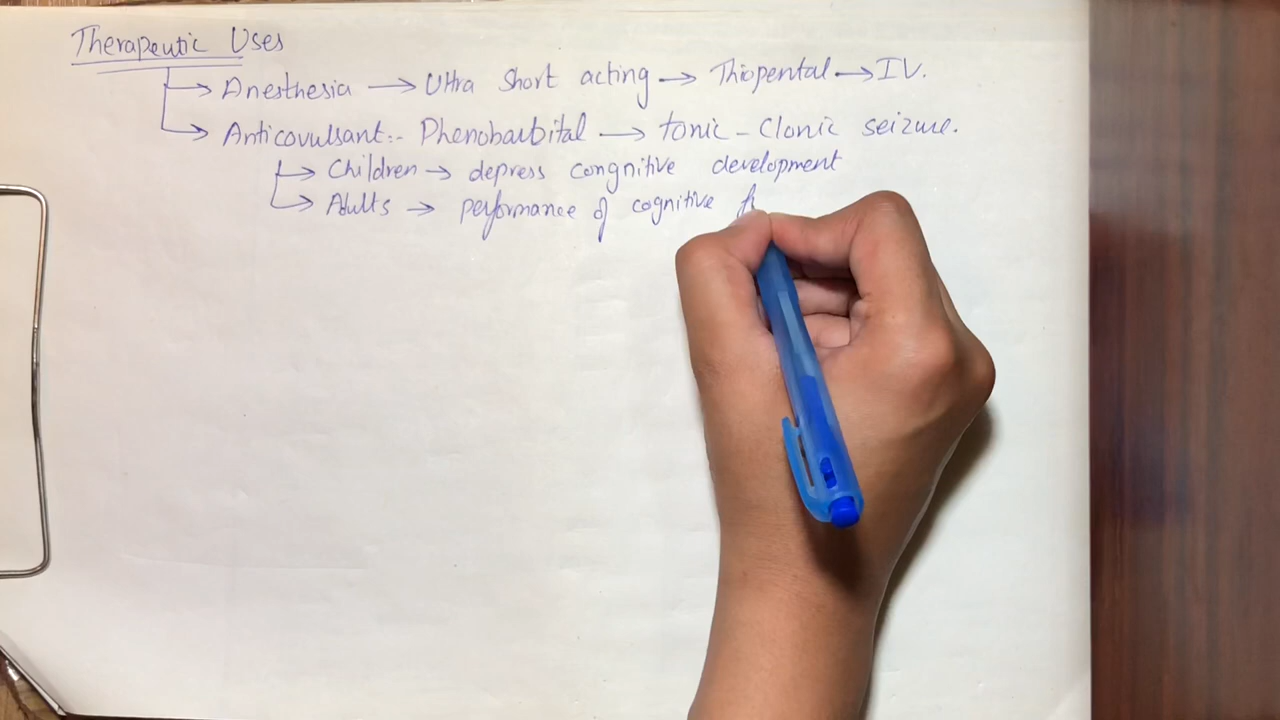 Therapeutic Uses
→ Anesthesia → Ultra Short acting → Thiopental → IV.
→ Anticovulsant:- Phenobarbital → tonic - Clonic seizure.
→ Children → depress congnitive development
→ Adults → performance of cognitive